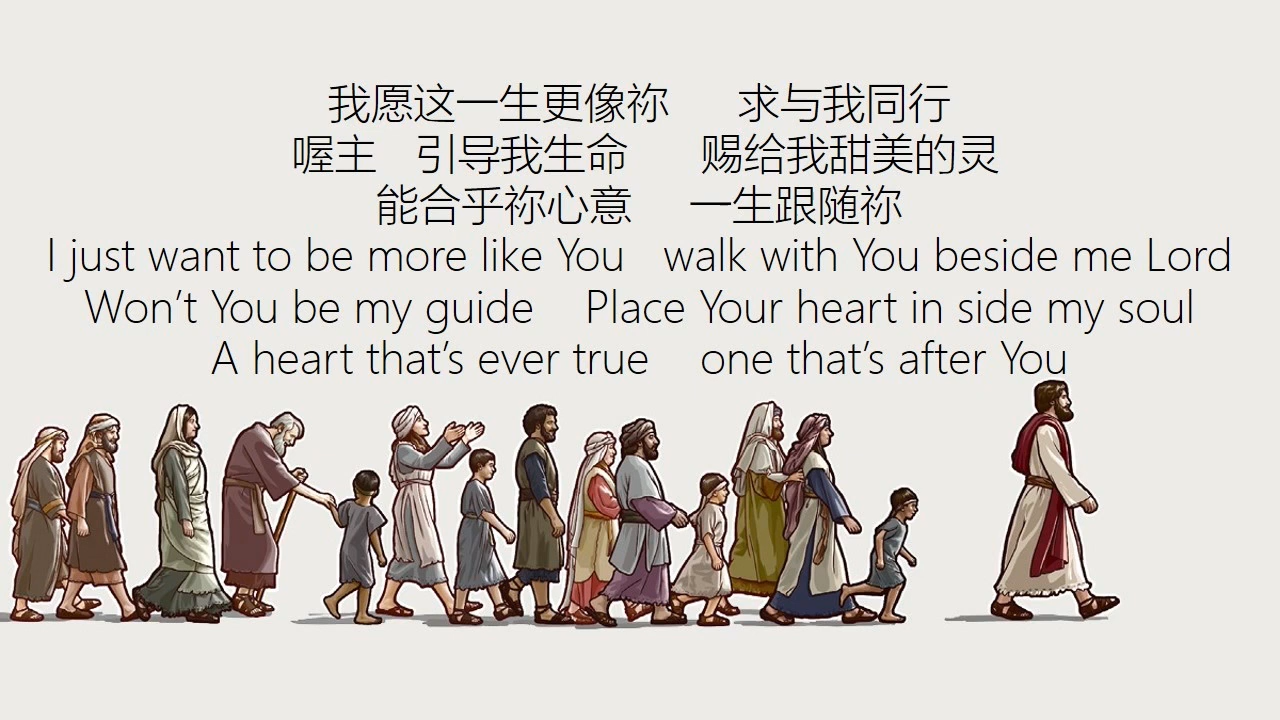 我愿这一生更像祢 求与我同行
喔主 引导我生命 赐给我甜美的灵
能合乎祢心意 一生跟随祢
I just want to be more like You walk with You beside me Lord
Won’t You be my guide Place Your heart in side my soul
A heart that’s ever true one that’s after You